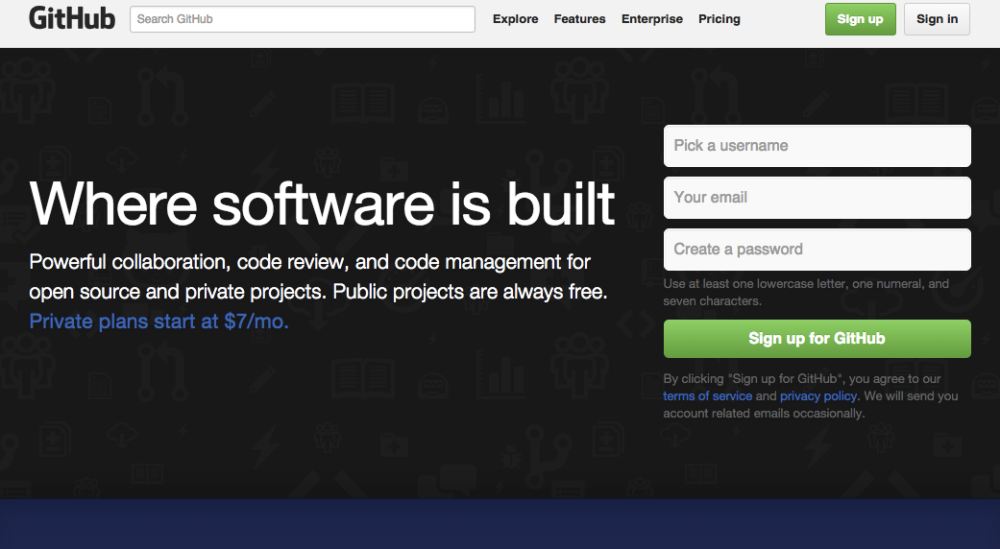 GitHub
Search GitHub
Explore
Features
Enterprise
Pricing
Sign up
Sign in
Where software is built
Powerful collaboration, code review, and code management for
open source and private projects. Public projects are always free.
Private plans start at $7/mo.
Pick a username
Your email
Create a password
Use at least one lowercase letter, one numeral, and
seven characters.
Sign up for GitHub
By clicking "Sign up for GitHub", you agree to our
terms of service and privacy policy. We will send you
account related emails occasionally.